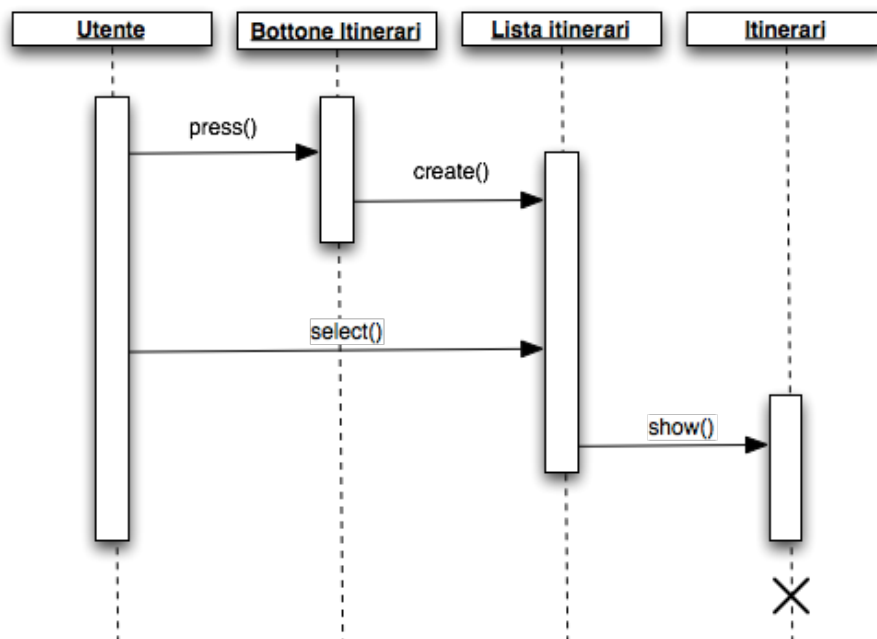 Utente
Bottone Itinerari
Lista itinerari
Itinerari
press()
create()
select()
show()